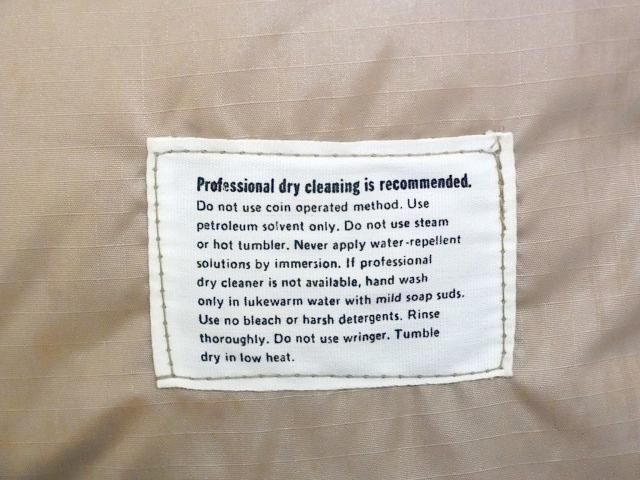 Professional dry cleaning is recommended.
Do not use coin operated method. Use
petroleum solvent only. Do not use steam
or hot tumbler. Never apply water-repellent
solutions by immersion. If professional
dry cleaner is not available, hand wash
only in lukewarm water with mild soap suds.
Use no bleach or harsh detergents. Rinse
thoroughly. Do not use wringer. Tumble
dry in low heat.